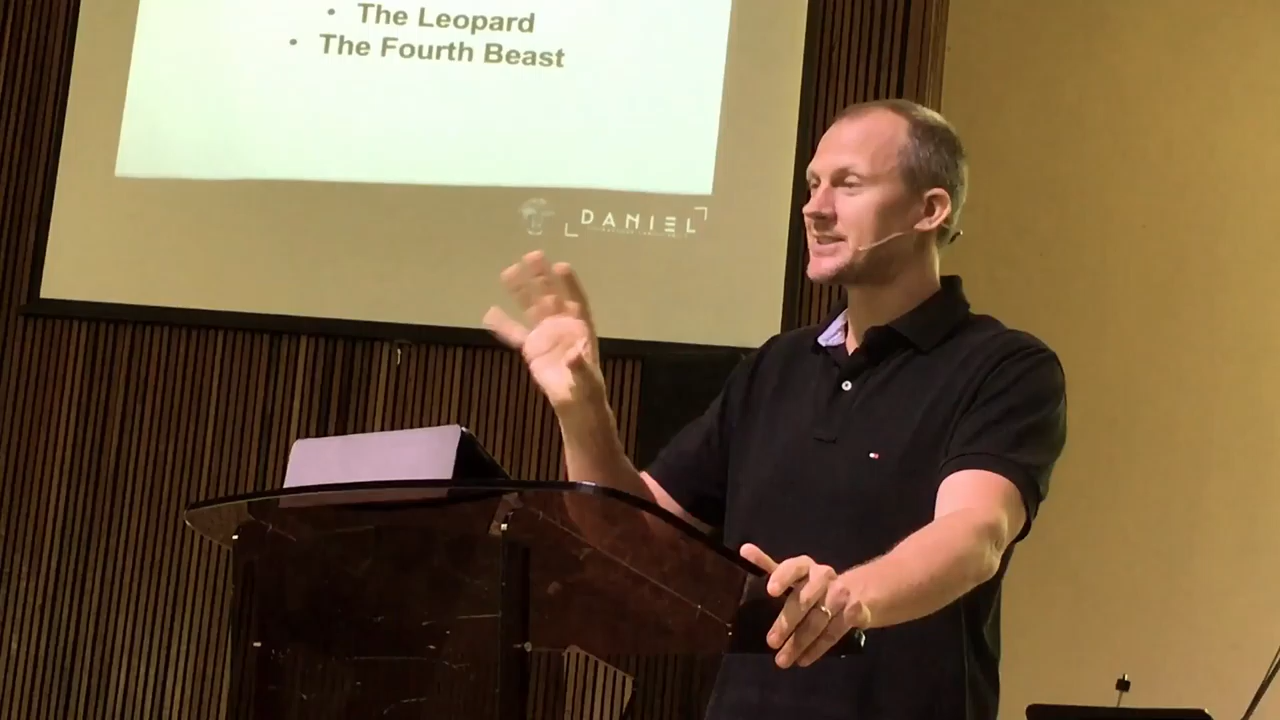 • The Leopard
• The Fourth Beast
DANIEL